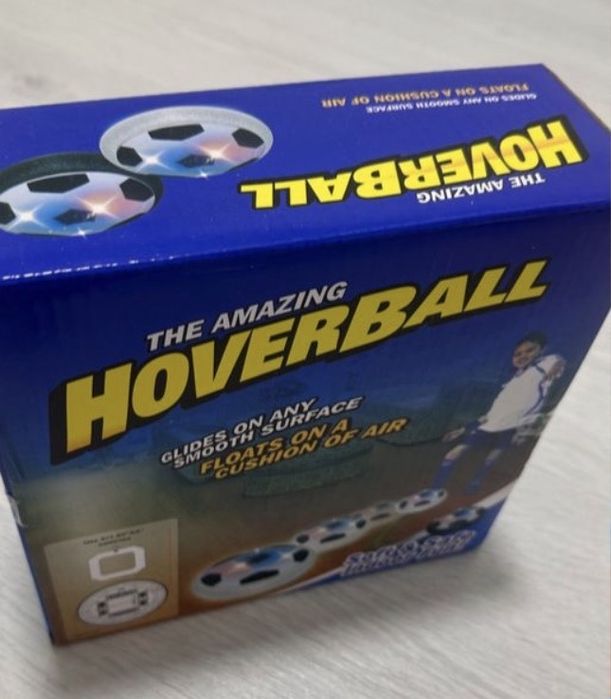 GLIDES ON ANY SMOOTH SURFACE
FLOATS ON A CUSHION OF AIR
THE AMAZING
HOVERBALL
THE AMAZING
HOVERBALL
GLIDES ON ANY
SMOOTH SURFACE
FLOATS ON A
CUSHION OF AIR